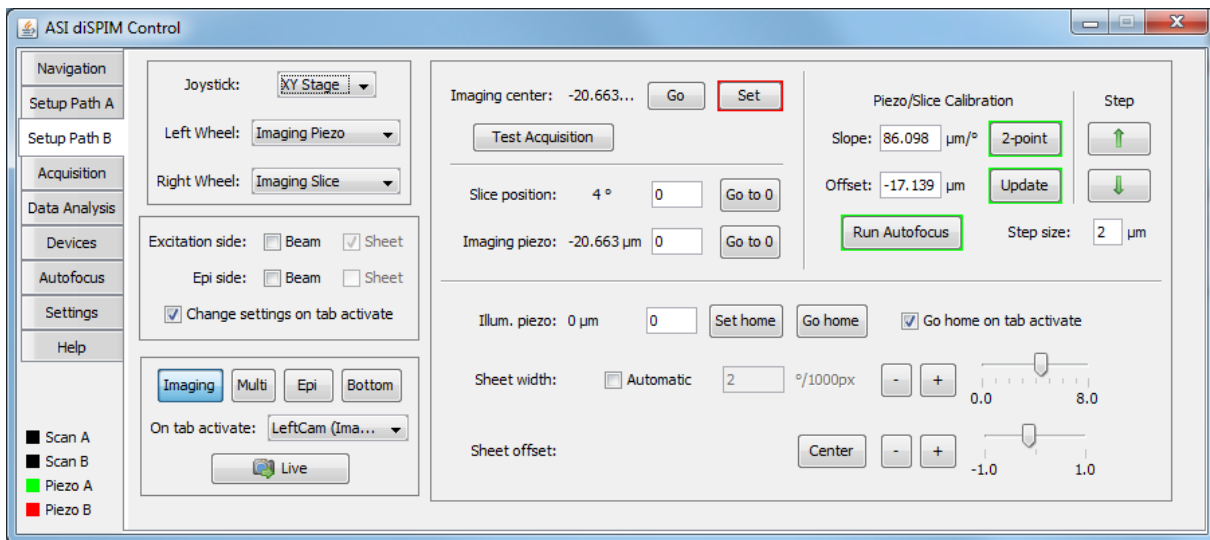 ASI diSPIM Control
Navigation
Setup Path A
Setup Path B
Acquisition
Data Analysis
Devices
Autofocus
Settings
Help
Scan A
Scan B
Piezo A
Piezo B
Joystick: XY Stage
Left Wheel: Imaging Piezo
Right Wheel: Imaging Slice
Excitation side: Beam Sheet
Epi side: Beam Sheet
Change settings on tab activate
Imaging Multi Epi Bottom
On tab activate: LeftCam (Ima...
Live
Imaging center: -20.663... Go Set
Test Acquisition
Slice position: 4 ° 0 Go to 0
Imaging piezo: -20.663 µm 0 Go to 0
Piezo/Slice Calibration
Slope: 86.098 µm/° 2-point
Offset: -17.139 µm Update
Run Autofocus
Step
Step size: 2 µm
Illum. piezo: 0 µm 0 Set home Go home Go home on tab activate
Sheet width: Automatic 2 °/1000px - +
0.0 8.0
Sheet offset: Center - +
-1.0 1.0